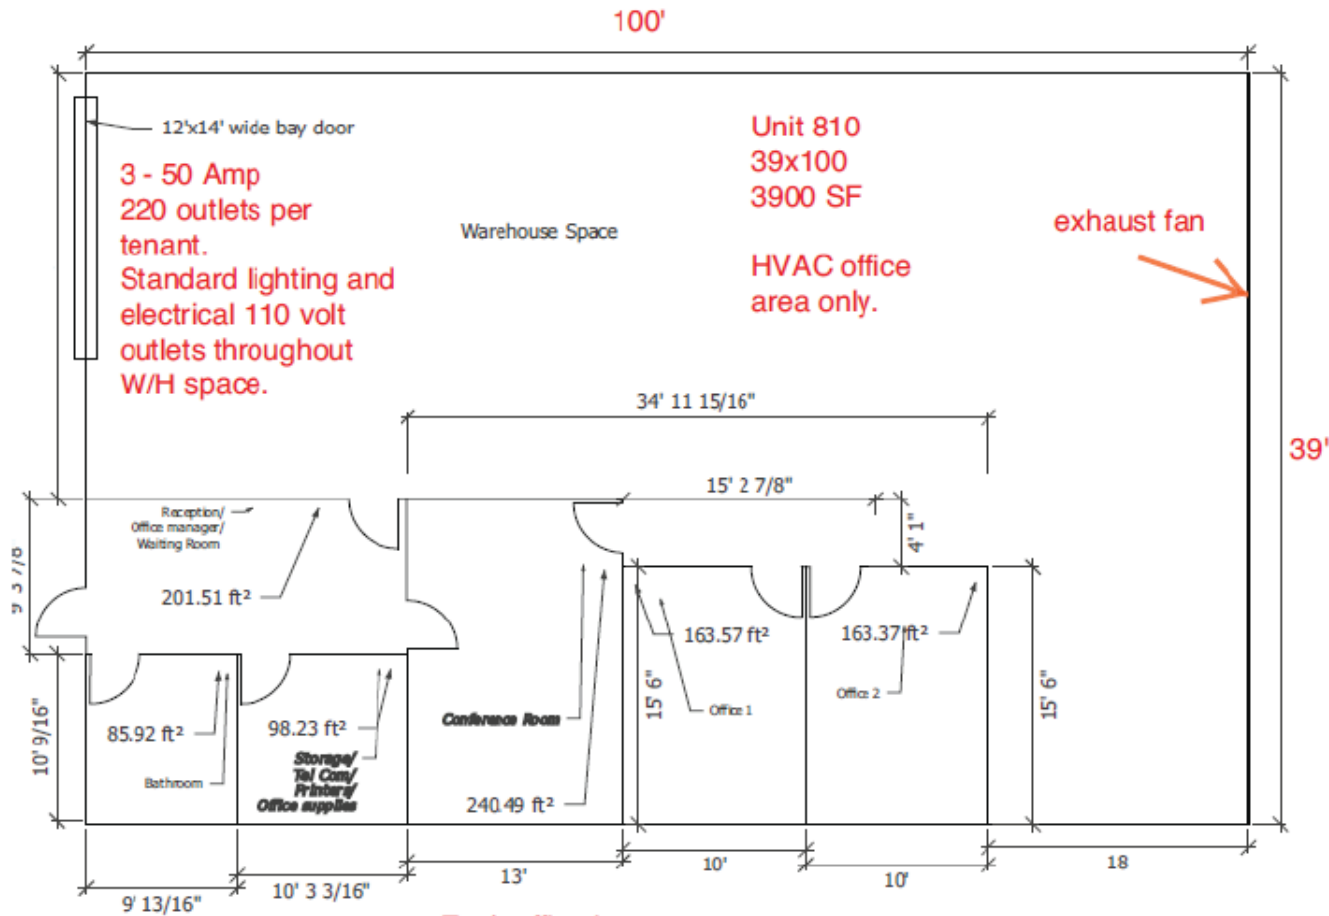 100'
12'x14' wide bay door
3 - 50 Amp
220 outlets per
tenant.
Standard lighting and
electrical 110 volt
outlets throughout
W/H space.
Warehouse Space
Unit 810
39x100
3900 SF
HVAC office
area only.
exhaust fan
39'
34' 11 15/16"
15' 2 7/8"
4' 1"
Reception/
Office manager/
Waiting Room
201.51 ft²
9' 3 7/8"
10' 9/16"
85.92 ft²
Bathroom
98.23 ft²
Storage/
Tel Com/
Printers/
Office supplies
Conference Room
240.49 ft²
163.57 ft²
15' 6"
Office 1
163.37 ft²
Office 2
15' 6"
9' 13/16"
10' 3 3/16"
13'
10'
10'
18